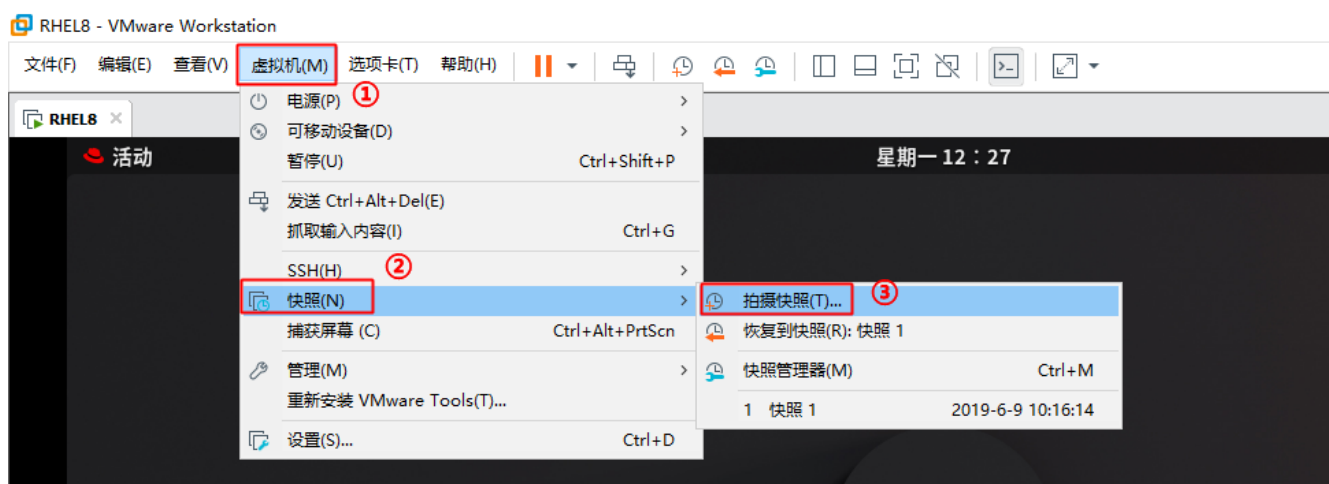 RHEL8 - VMware Workstation
文件(F) 编辑(E) 查看(V) 虚拟机(M) 选项卡(T) 帮助(H)
RHEL8
电源(P) ①
可移动设备(D)
活动 暂停(U) Ctrl+Shift+P 星期一 12：27
发送 Ctrl+Alt+Del(E)
抓取输入内容(I) Ctrl+G
SSH(H) ②
快照(N) 拍摄快照(T)... ③
捕获屏幕 (C) Ctrl+Alt+PrtScn 恢复到快照(R): 快照 1
管理(M) 快照管理器(M) Ctrl+M
重新安装 VMware Tools(T)... 1 快照 1 2019-6-9 10:16:14
设置(S)... Ctrl+D